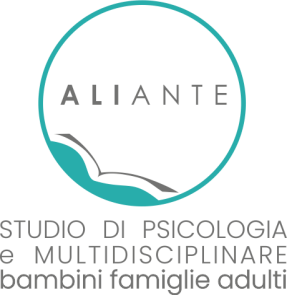 ALIANTE
STUDIO DI PSICOLOGIA
e MULTIDISCIPLINARE
bambini famiglie adulti